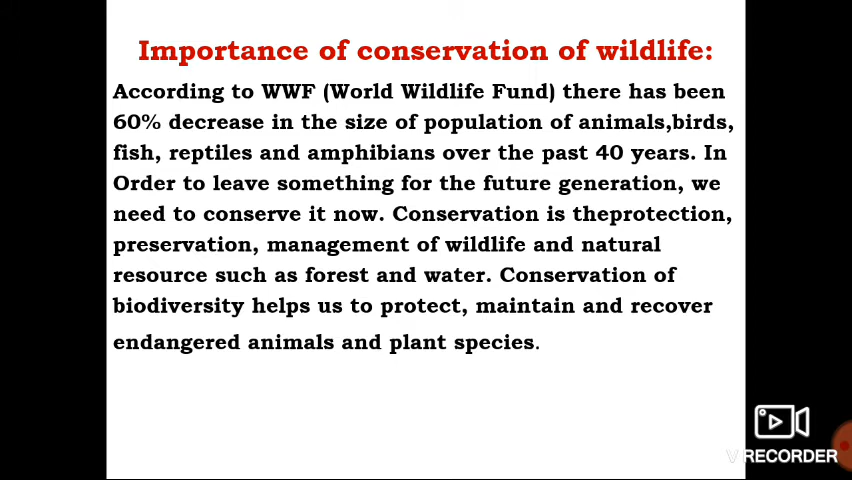 Importance of conservation of wildlife:
According to WWF (World Wildlife Fund) there has been
60% decrease in the size of population of animals,birds,
fish, reptiles and amphibians over the past 40 years. In
Order to leave something for the future generation, we
need to conserve it now. Conservation is theprotection,
preservation, management of wildlife and natural
resource such as forest and water. Conservation of
biodiversity helps us to protect, maintain and recover
endangered animals and plant species.
V RECORDER